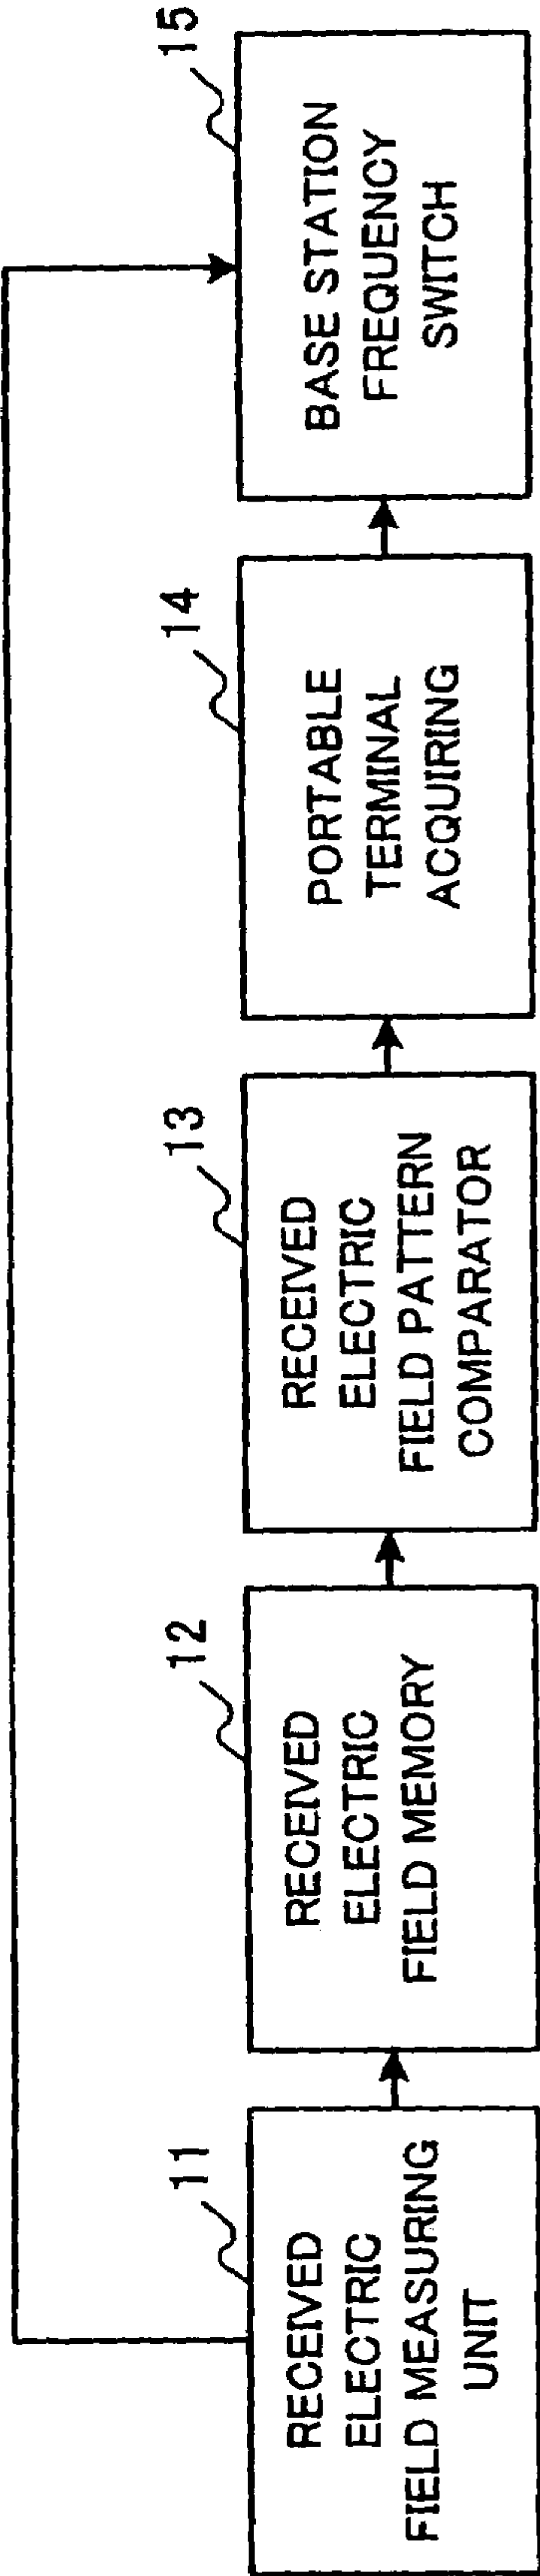 11
RECEIVED
ELECTRIC
FIELD MEASURING
UNIT
12
RECEIVED
ELECTRIC
FIELD MEMORY
13
RECEIVED
ELECTRIC
FIELD PATTERN
COMPARATOR
14
PORTABLE
TERMINAL
ACQUIRING
15
BASE STATION
FREQUENCY
SWITCH